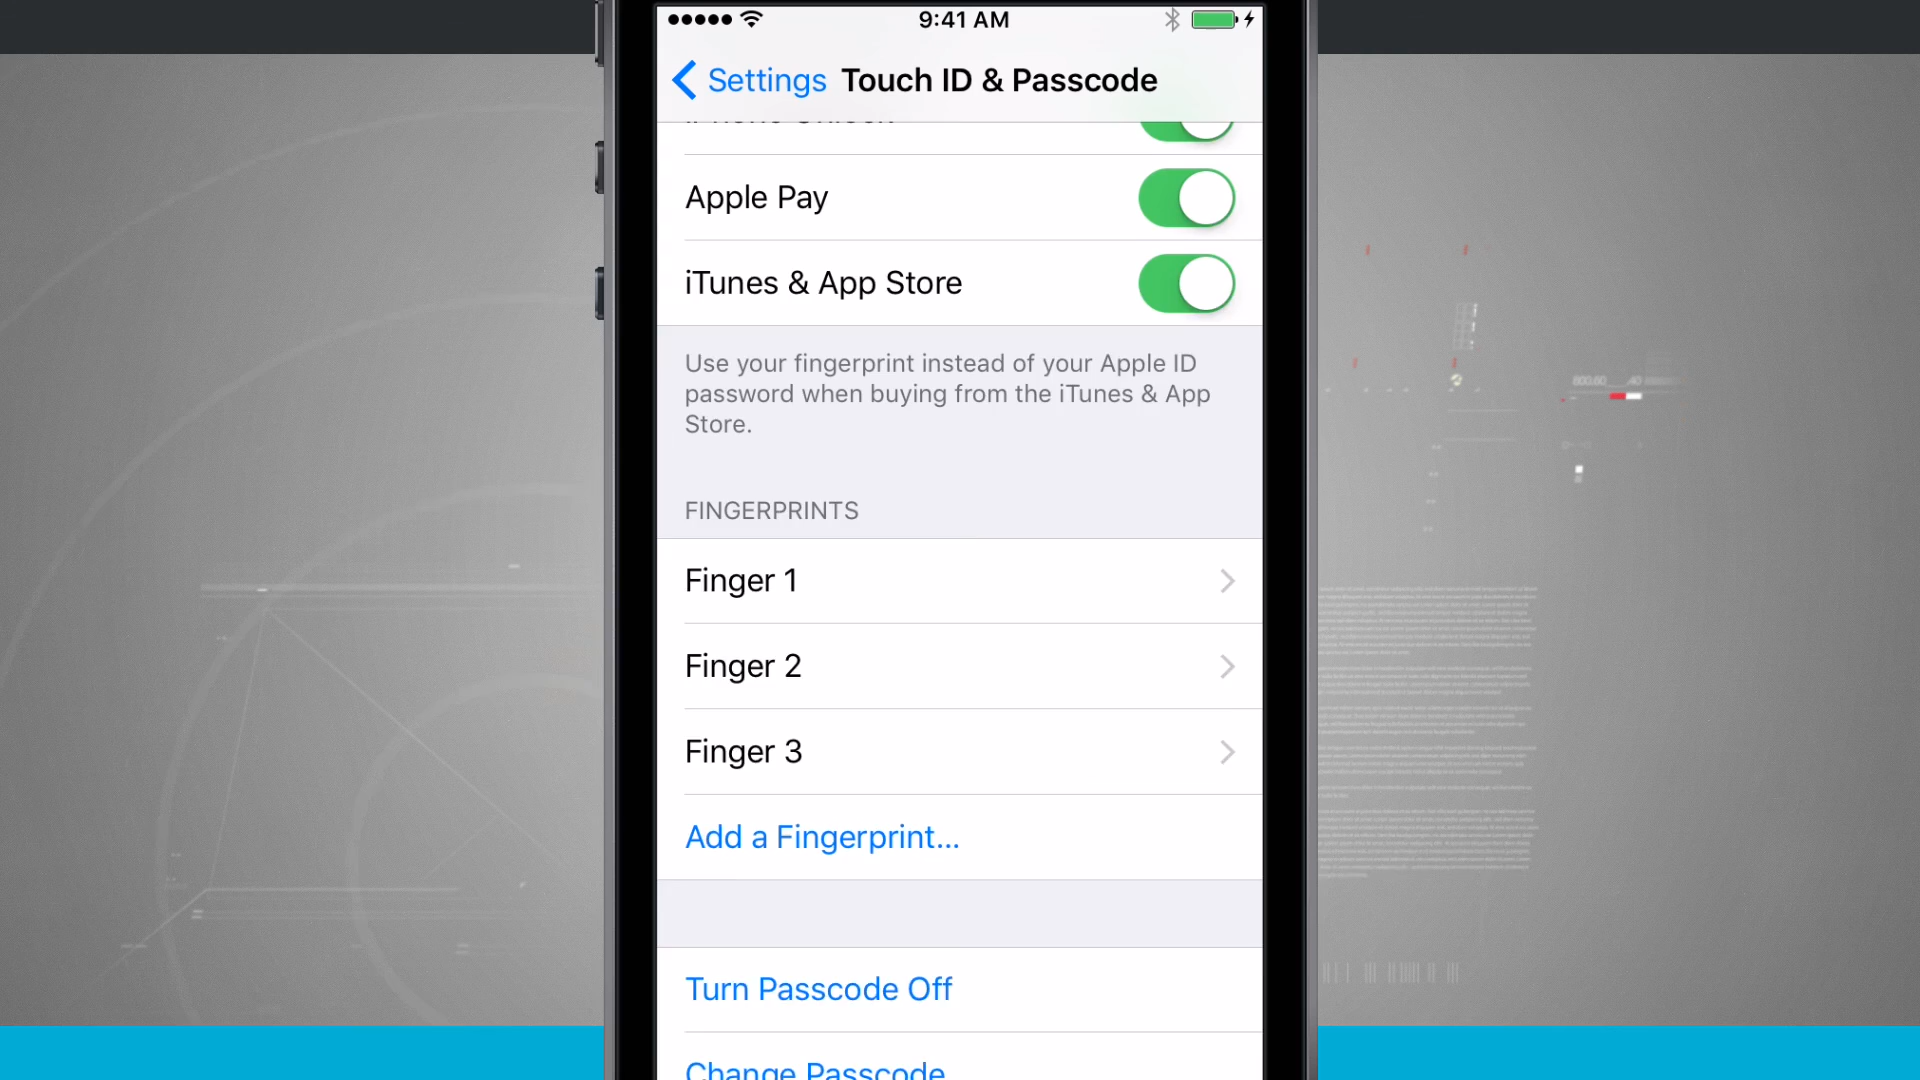 9:41 AM
Settings Touch ID & Passcode
iPhone Unlock
Apple Pay
iTunes & App Store
Use your fingerprint instead of your Apple ID
password when buying from the iTunes & App
Store.
FINGERPRINTS
Finger 1
Finger 2
Finger 3
Add a Fingerprint...
Turn Passcode Off
Change Passcode